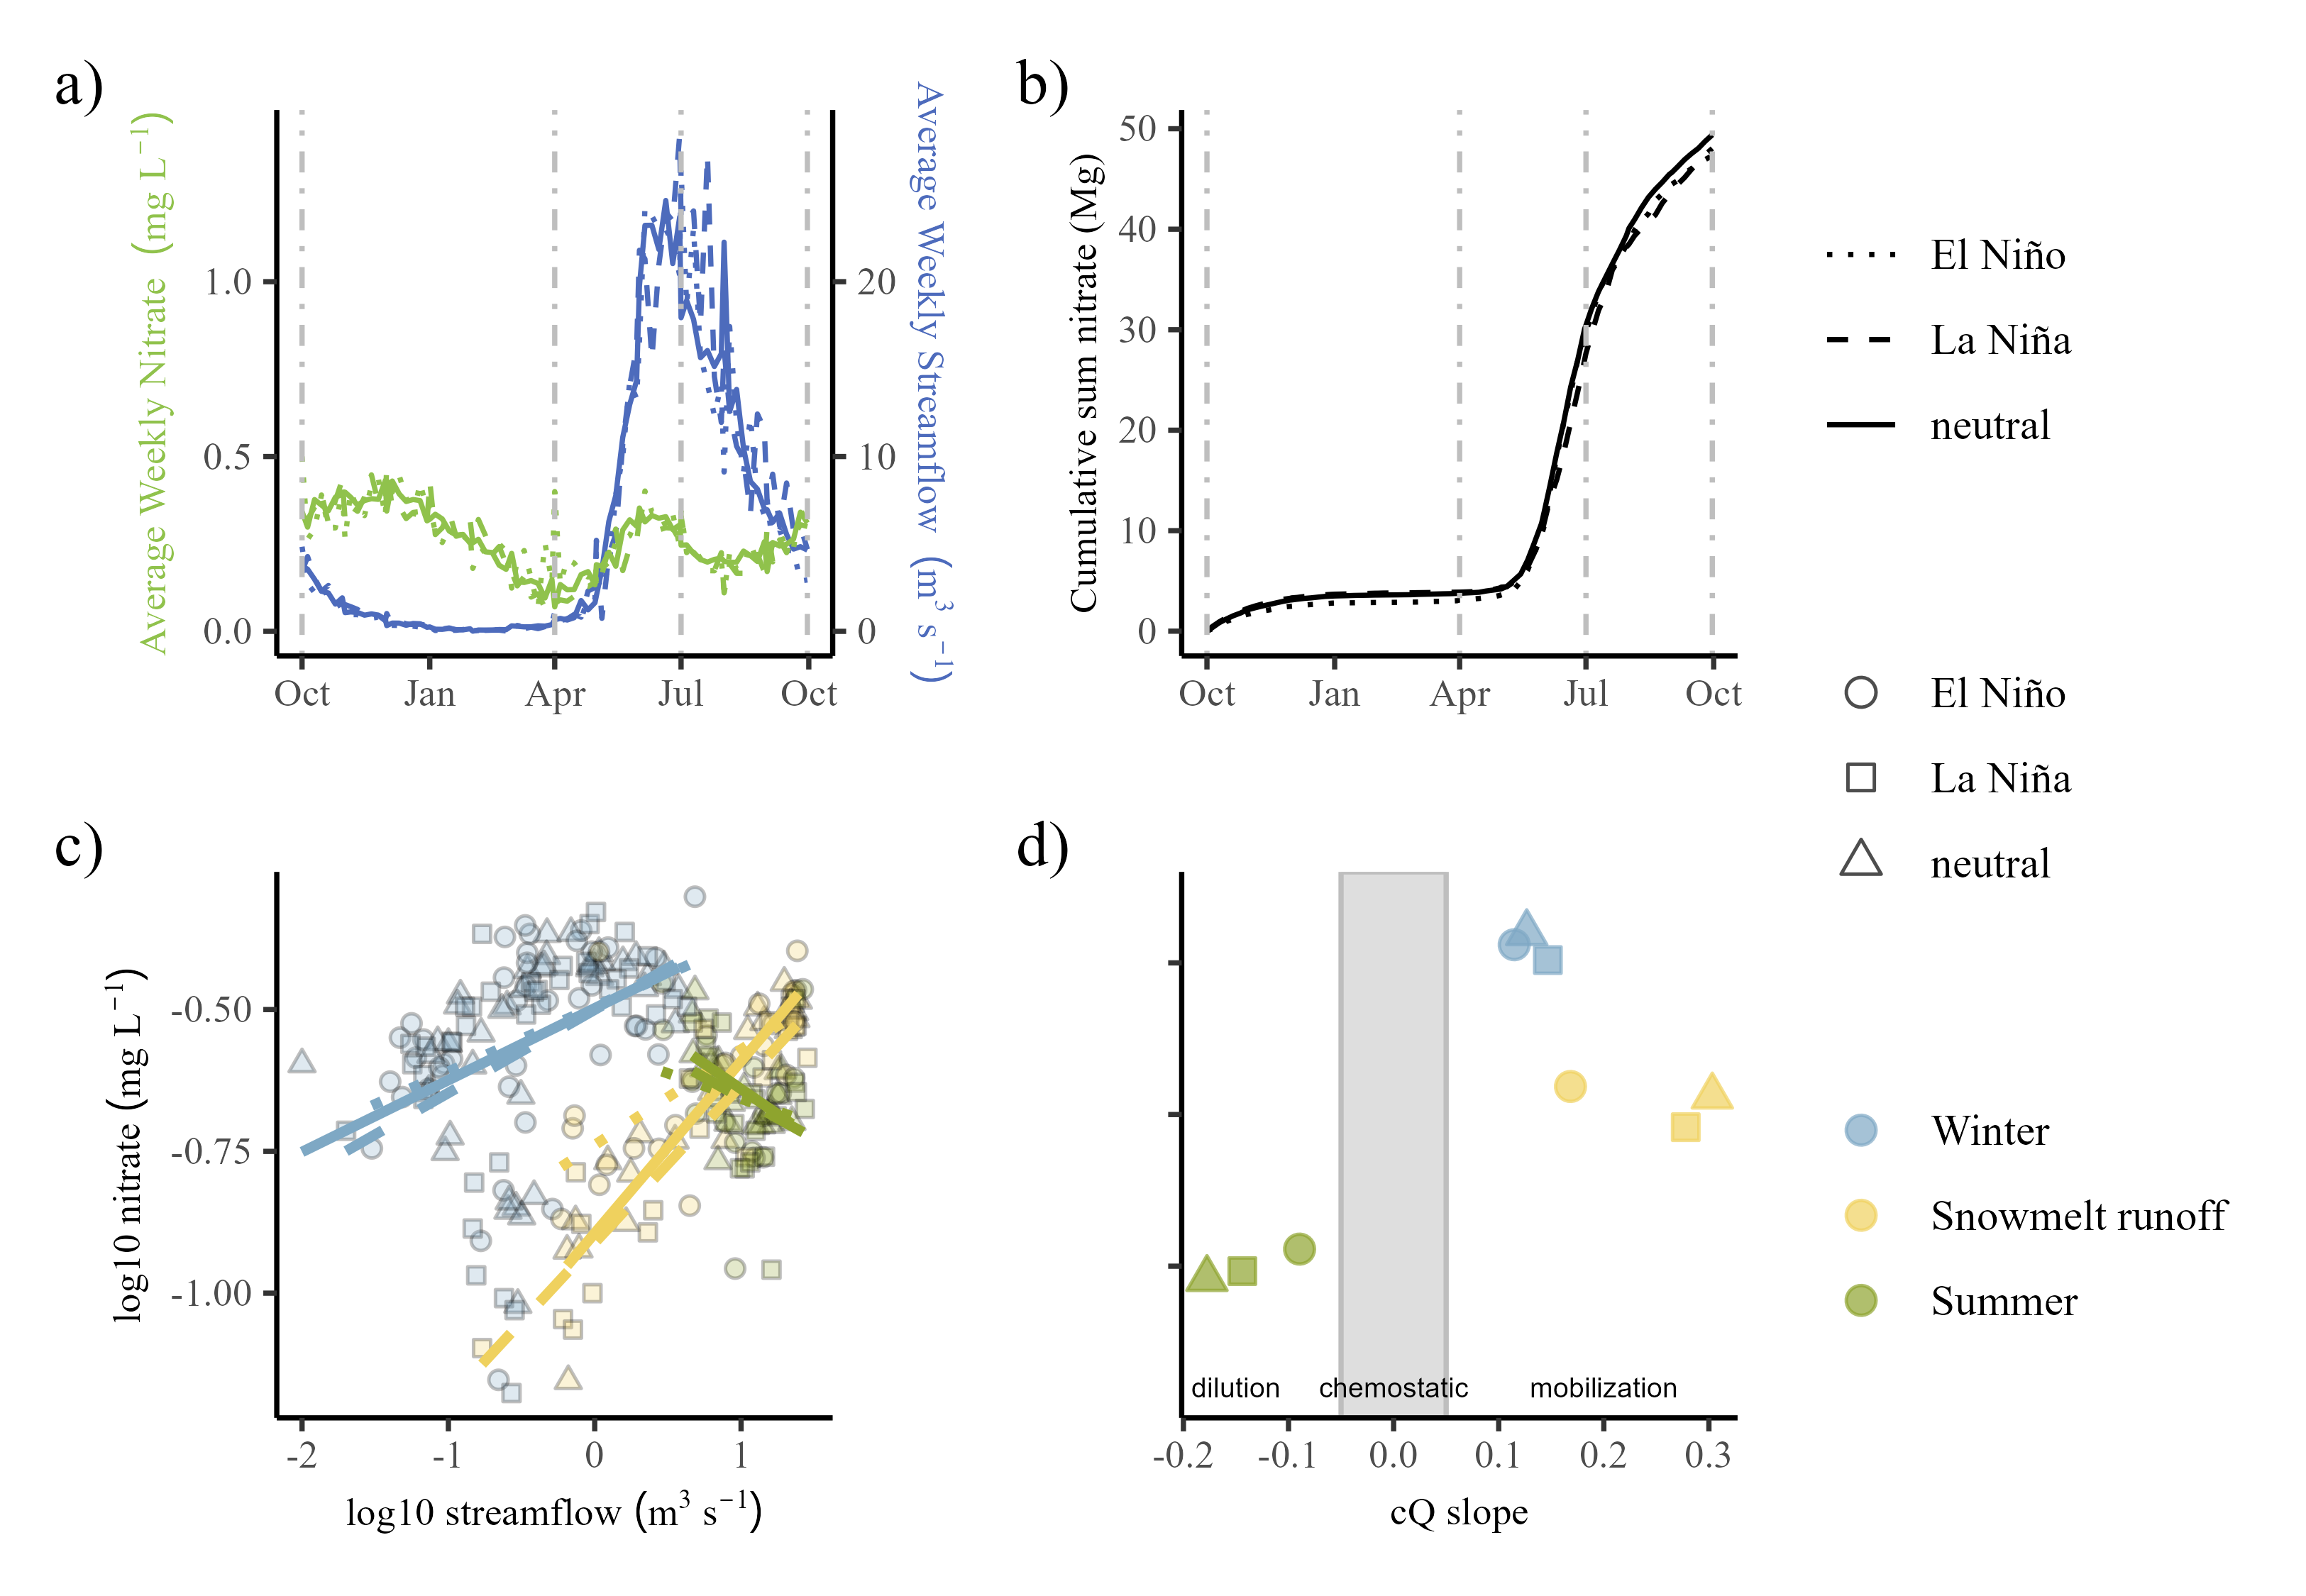 a)
Average Weekly Nitrate (mg L⁻¹)
1.0
0.5
0.0
20
10
0
Average Weekly Streamflow (m³ s⁻¹)
Oct
Jan
Apr
Jul
Oct
b)
Cumulative sum nitrate (Mg)
50
40
30
20
10
0
Oct
Jan
Apr
Jul
Oct
El Niño
La Niña
neutral
El Niño
La Niña
neutral
c)
log10 nitrate (mg L⁻¹)
-0.50
-0.75
-1.00
-2
-1
0
1
log10 streamflow (m³ s⁻¹)
d)
dilution
chemostatic
mobilization
-0.2
-0.1
0.0
0.1
0.2
0.3
cQ slope
Winter
Snowmelt runoff
Summer